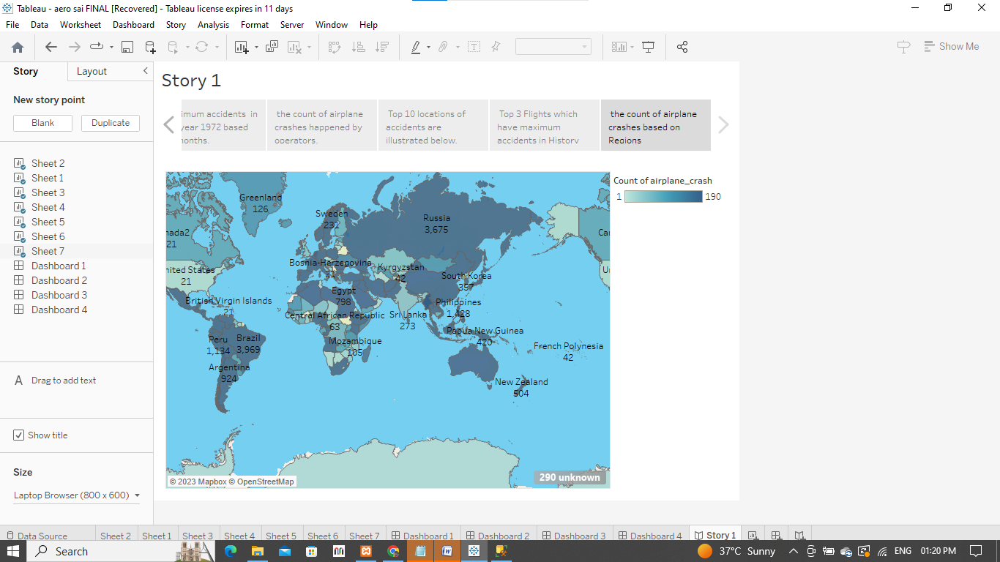 Tableau - aero sai FINAL [Recovered] - Tableau license expires in 11 days
File Data Worksheet Dashboard Story Analysis Format Server Window Help
Show Me
Story Layout
New story point
Blank Duplicate
Sheet 2
Sheet 1
Sheet 3
Sheet 4
Sheet 5
Sheet 6
Sheet 7
Dashboard 1
Dashboard 2
Dashboard 3
Dashboard 4
A Drag to add text
Show title
Size
Laptop Browser (800 x 600)
Story 1
imum accidents in
year 1972 based
onths.
the count of airplane
crashes happened by
operators.
Top 10 locations of
accidents are
illustrated below.
Top 3 Flights which
have maximum
accidents in History
the count of airplane
crashes based on
Regions
Count of airplane_crash
1 190
Greenland
126
Sweden
231
Russia
3,675
nada2
21
Ca
Bosnia-Herzegovina
21
Kyrgyzstan
42
nited States
21
U
South Korea
357
Egypt
798
British Virgin Islands
21
Philippines
1,428
Central African Republic
63
Sri Lanka
273
Papua New Guinea
420
Peru
1,134
Brazil
3,969
Mozambique
105
French Polynesia
42
Argentina
924
New Zealand
504
290 unknown
© 2023 Mapbox © OpenStreetMap
Data Source Sheet 2 Sheet 1 Sheet 3 Sheet 4 Sheet 5 Sheet 6 Sheet 7 Dashboard 1 Dashboard 2 Dashboard 3 Dashboard 4 Story 1
Search 37°C Sunny ENG 01:20 PM